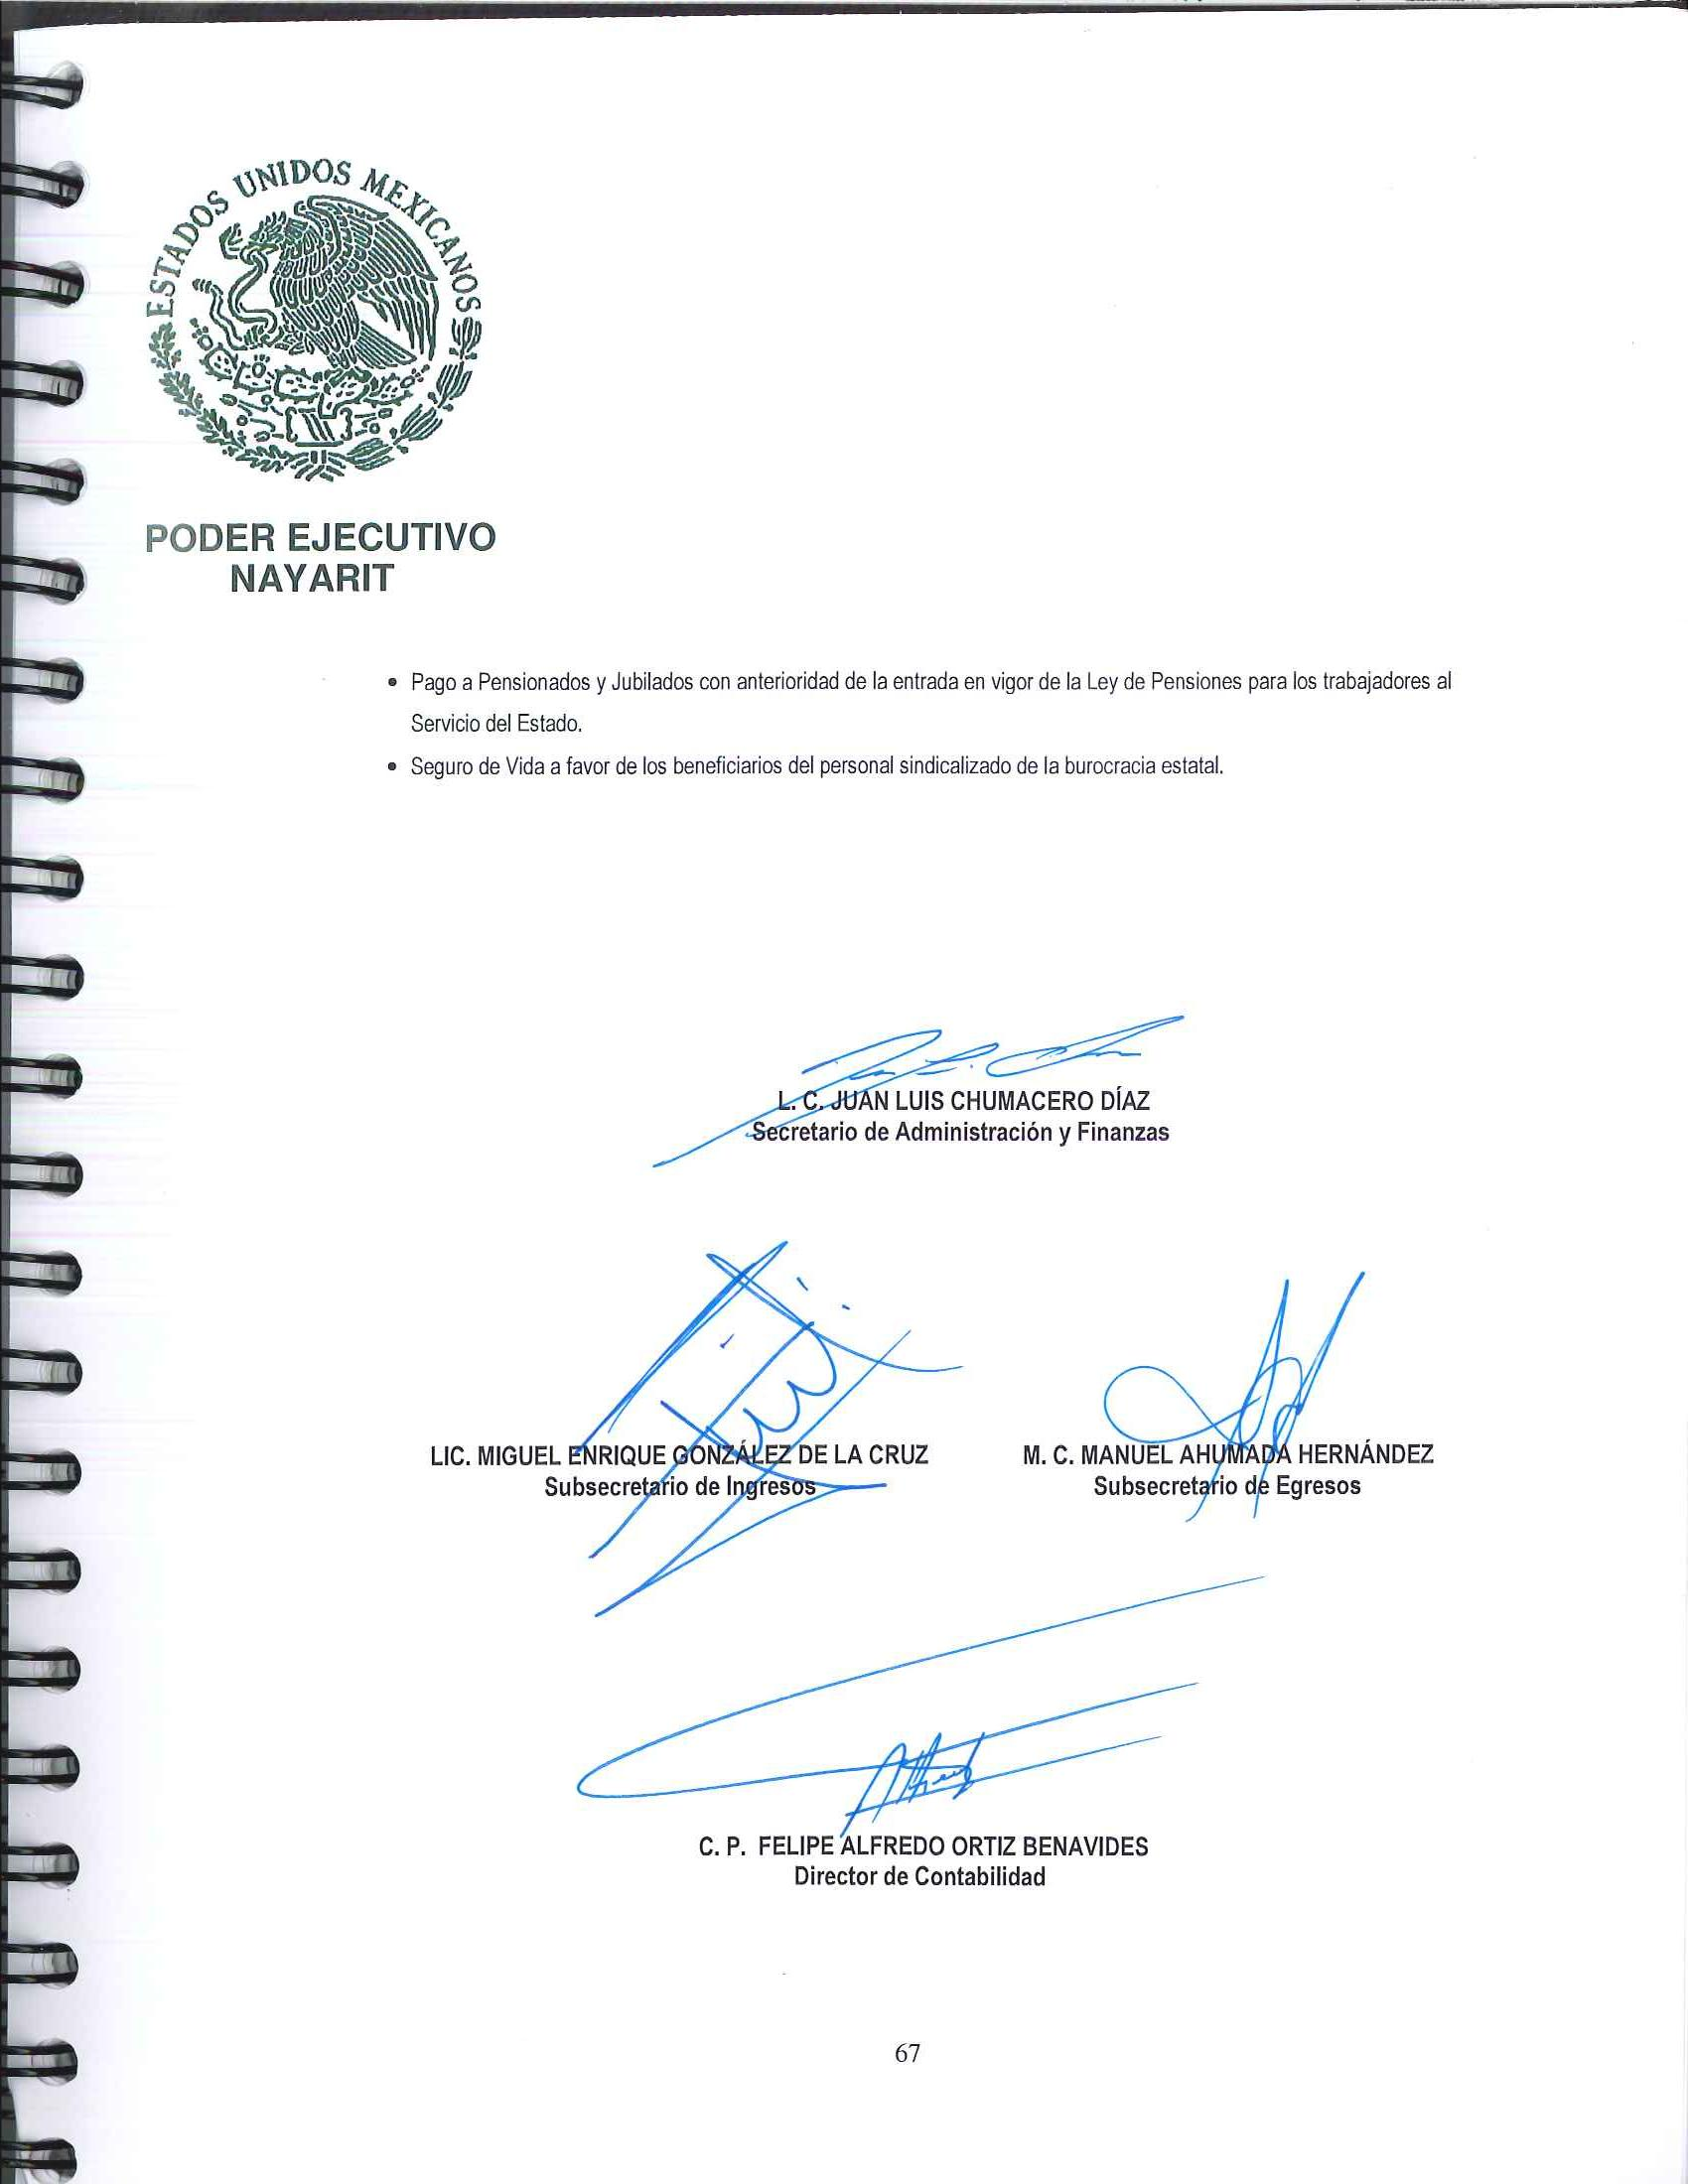 ESTADOS UNIDOS MEXICANOS
PODER EJECUTIVO
NAYARIT
• Pago a Pensionados y Jubilados con anterioridad de la entrada en vigor de la Ley de Pensiones para los trabajadores al
Servicio del Estado.
• Seguro de Vida a favor de los beneficiarios del personal sindicalizado de la burocracia estatal.
L. C. JUAN LUIS CHUMACERO DÍAZ
Secretario de Administración y Finanzas
LIC. MIGUEL ENRIQUE GONZÁLEZ DE LA CRUZ
Subsecretario de Ingresos
M. C. MANUEL AHUMADA HERNÁNDEZ
Subsecretario de Egresos
C. P. FELIPE ALFREDO ORTIZ BENAVIDES
Director de Contabilidad
67